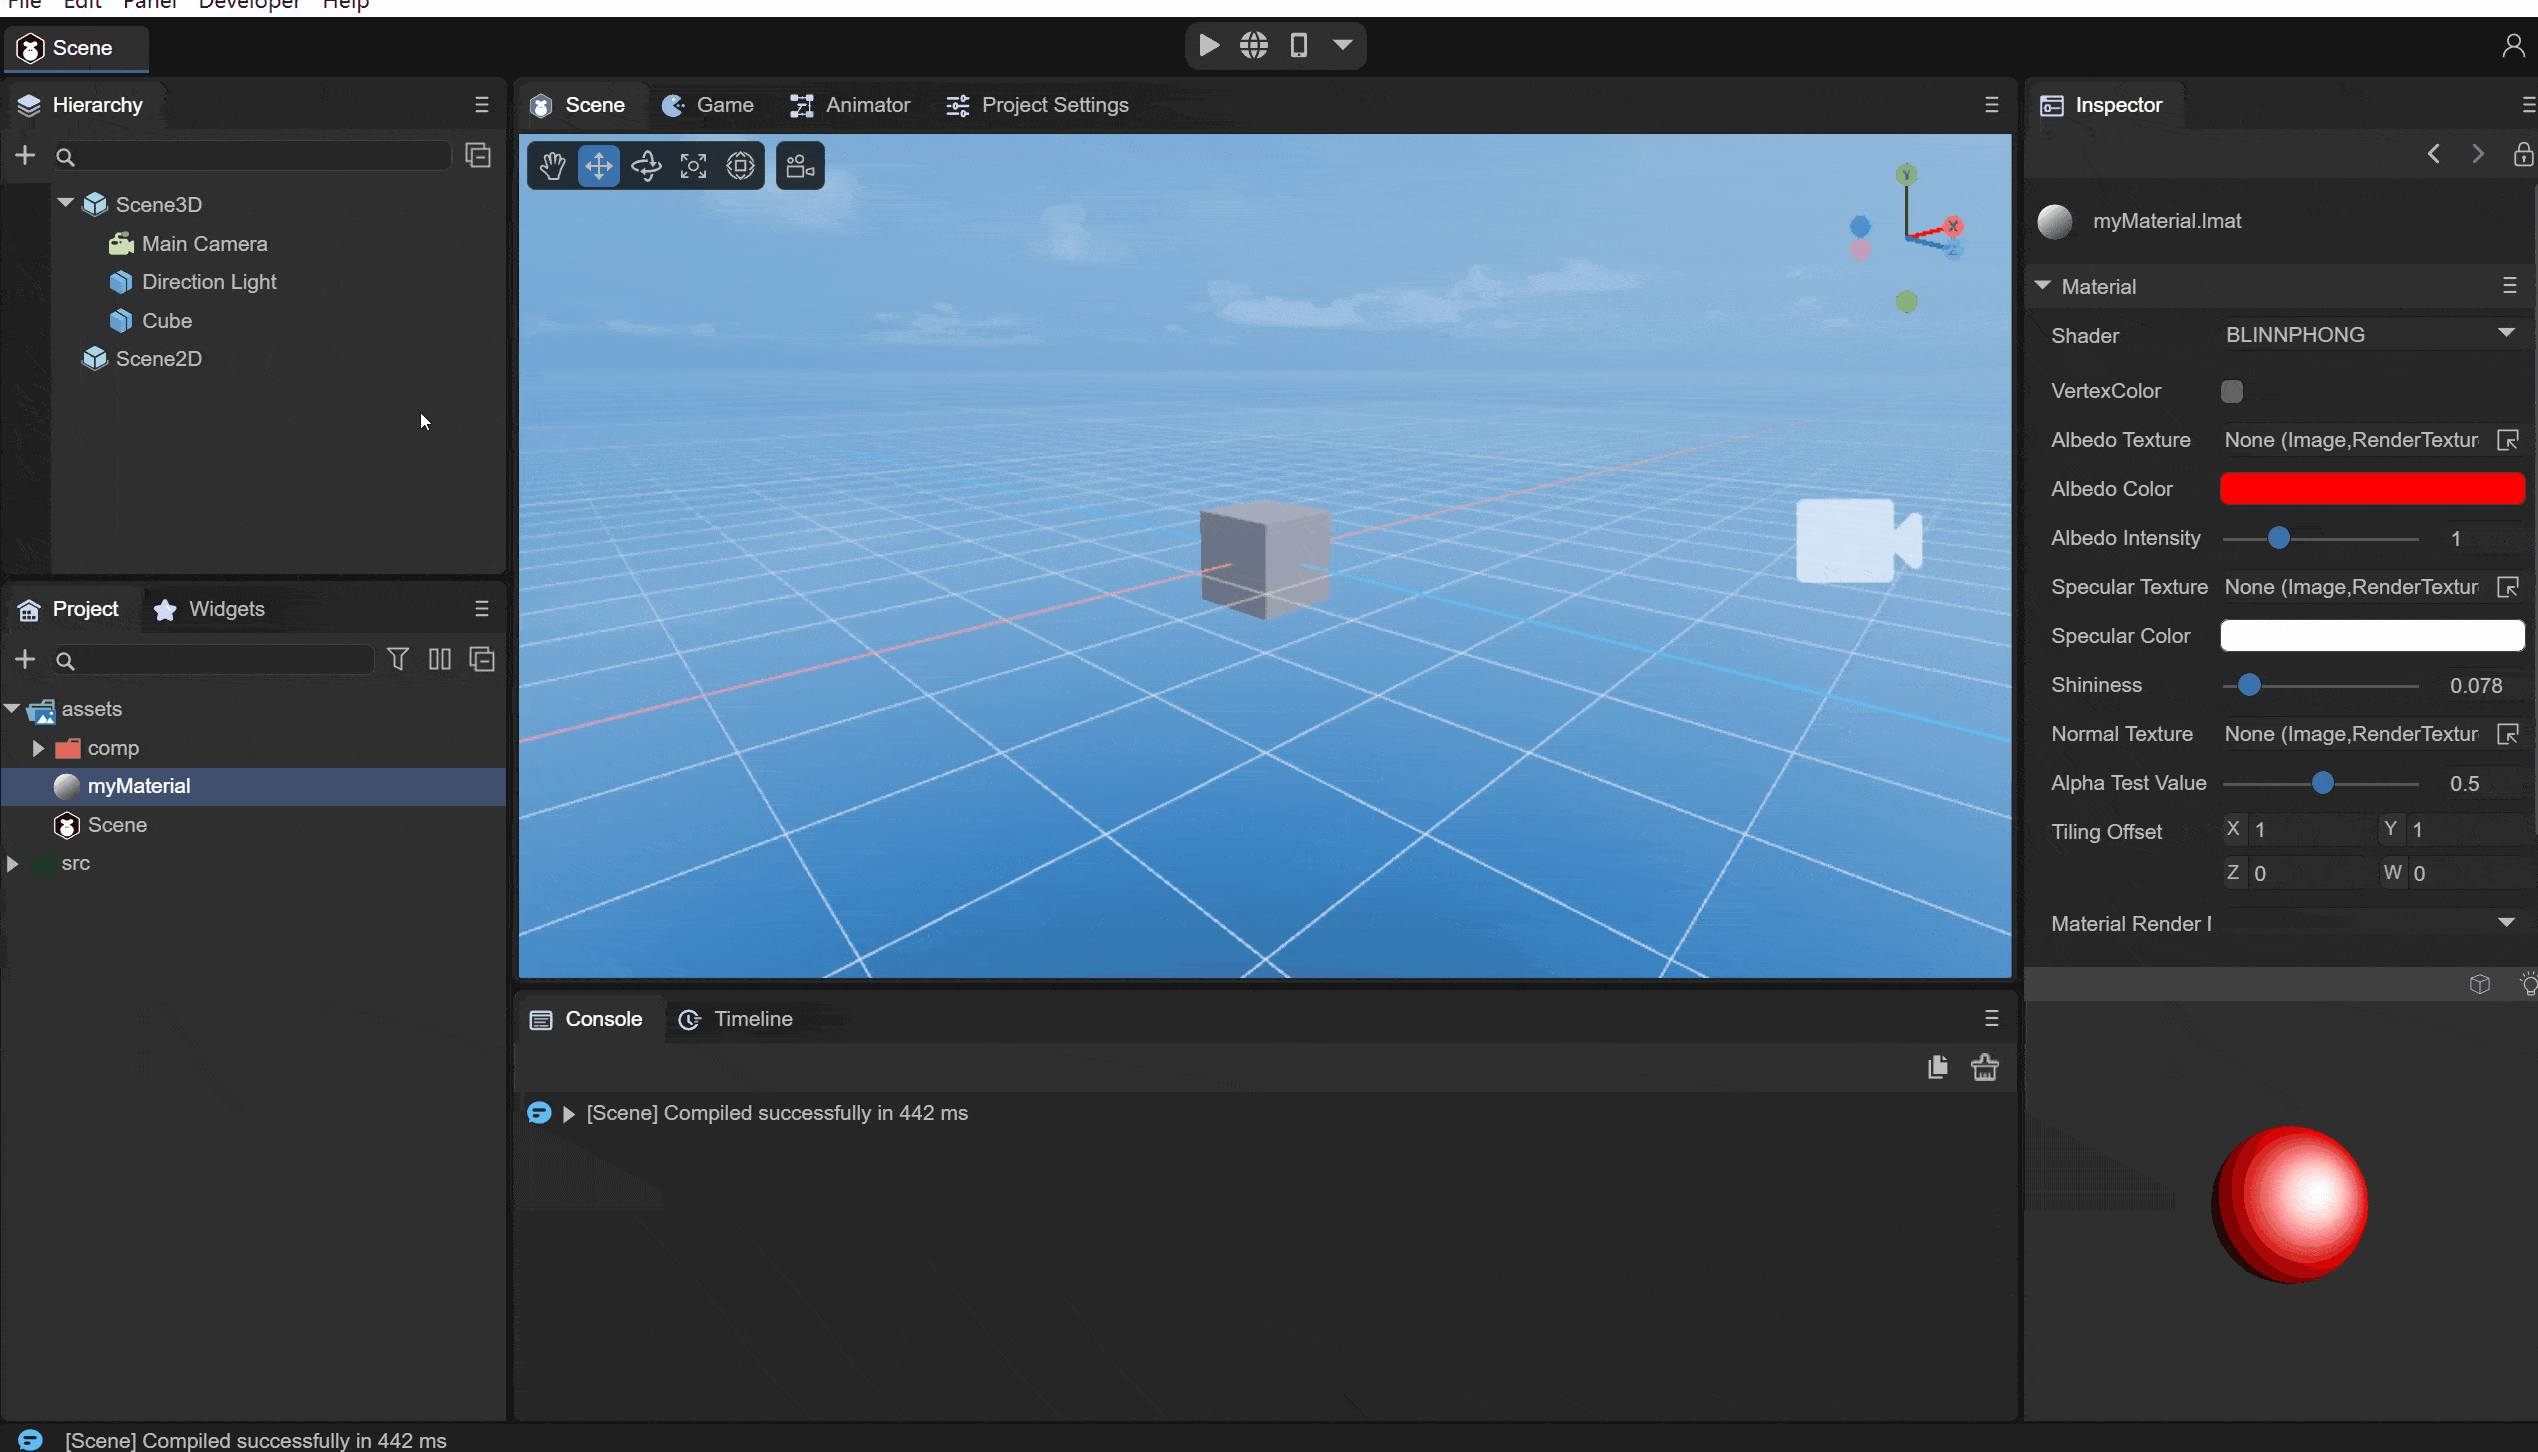 File Edit Panel Developer Help
Scene
Hierarchy
Scene3D
Main Camera
Direction Light
Cube
Scene2D
Project Widgets
assets
comp
myMaterial
Scene
src
Scene Game Animator Project Settings
Y
X
Z
Console Timeline
[Scene] Compiled successfully in 442 ms
Inspector
myMaterial.lmat
Material
Shader BLINNPHONG
VertexColor
Albedo Texture None (Image,RenderTextur
Albedo Color
Albedo Intensity 1
Specular Texture None (Image,RenderTextur
Specular Color
Shininess 0.078
Normal Texture None (Image,RenderTextur
Alpha Test Value 0.5
Tiling Offset X 1 Y 1
Z 0 W 0
Material Render
[Scene] Compiled successfully in 442 ms